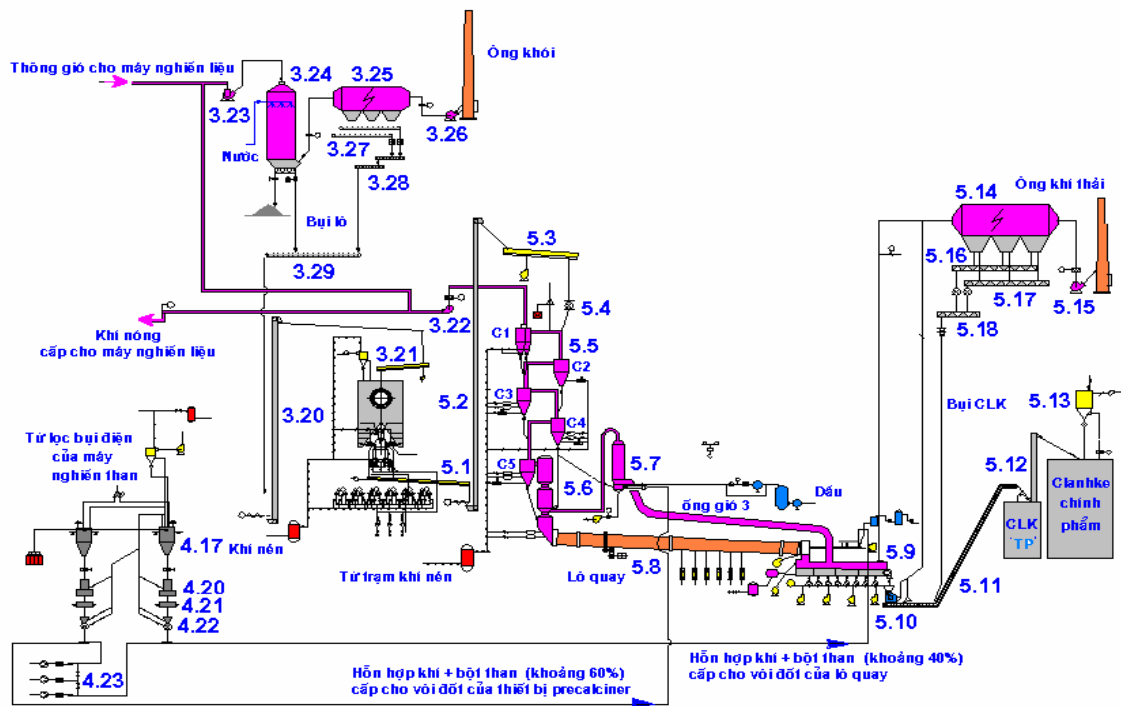 Ông khói
Thông gió cho máy nghiền liệu
3.24
3.25
3.23
3.26
Nước
3.27
3.28
Bụi lò
3.29
5.3
5.4
3.22
Khí nóng
cấp cho máy nghiền liệu
C1
5.5
C2
3.21
C3
5.2
3.20
C4
5.1
C5
5.6
5.7
Từ lọc bụi điện
của máy
nghiền than
4.17
Khí nén
4.20
4.21
4.22
4.23
Từ trạm khí nén
Dầu
ống gió 3
Lò quay
5.8
5.9
5.10
5.11
5.12
5.13
5.14
Ông khí thải
5.16
5.17
5.15
5.18
Bụi CLK
Clanhke
chính
phẩm
CLK
'TP'
Hỗn hợp khí + bột than (khoảng 60%)
cấp cho vòi đốt của thiết bị precalciner
Hỗn hợp khí + bột than (khoảng 40%)
cấp cho vòi đốt của lò quay